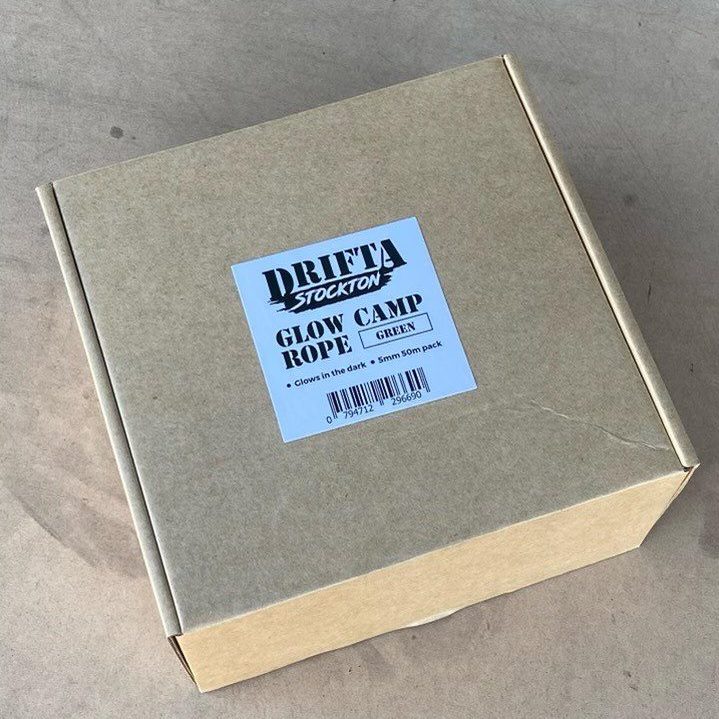 DRIFTA
STOCKTON
GLOW CAMP
ROPE GREEN
• Glows in the dark • 5mm 50m pack
0 794712 296690